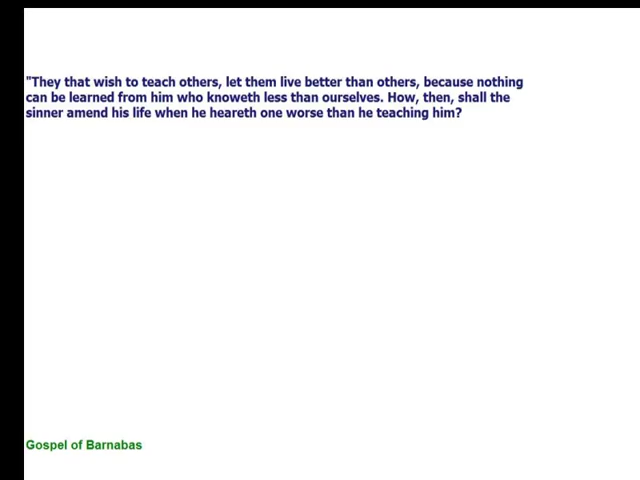 "They that wish to teach others, let them live better than others, because nothing
can be learned from him who knoweth less than ourselves. How, then, shall the
sinner amend his life when he heareth one worse than he teaching him?
Gospel of Barnabas